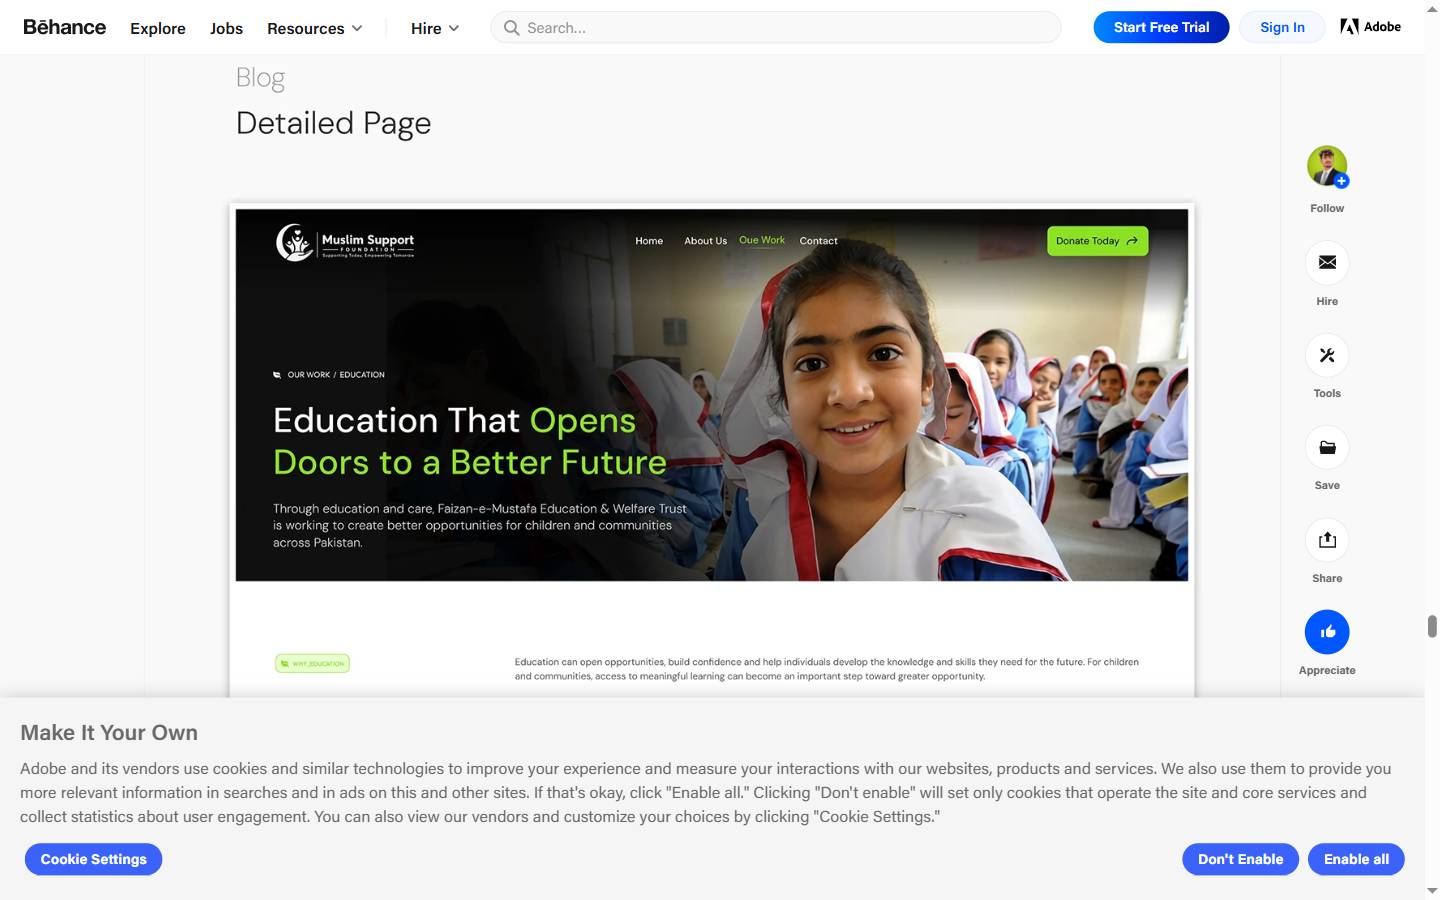 Bēhance
Explore
Jobs
Resources
Hire
Search...
Start Free Trial
Sign In
Adobe
Blog
Detailed Page
Muslim Support
FOUNDATION
Supporting Today, Empowering Tomorrow
Home
About Us
Oue Work
Contact
Donate Today
OUR WORK / EDUCATION
Education That Opens
Doors to a Better Future
Through education and care, Faizan-e-Mustafa Education & Welfare Trust
is working to create better opportunities for children and communities
across Pakistan.
WHY EDUCATION
Education can open opportunities, build confidence and help individuals develop the knowledge and skills they need for the future. For children
and communities, access to meaningful learning can become an important step toward greater opportunity.
Follow
Hire
Tools
Save
Share
Appreciate
Make It Your Own
Adobe and its vendors use cookies and similar technologies to improve your experience and measure your interactions with our websites, products and services. We also use them to provide you
more relevant information in searches and in ads on this and other sites. If that's okay, click "Enable all." Clicking "Don't enable" will set only cookies that operate the site and core services and
collect statistics about user engagement. You can also view our vendors and customize your choices by clicking "Cookie Settings."
Cookie Settings
Don't Enable
Enable all